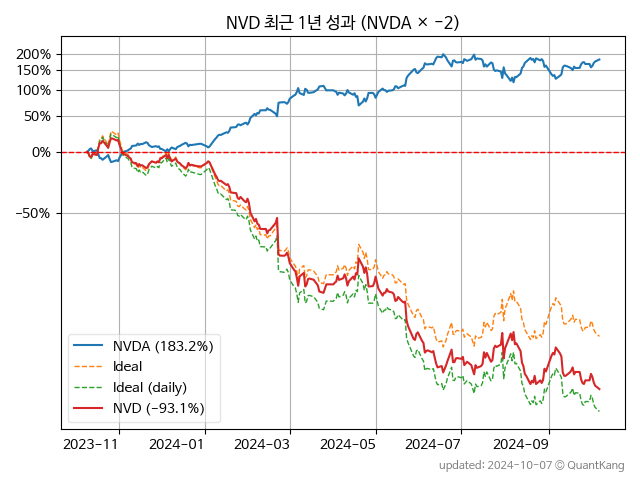 NVD 최근 1년 성과 (NVDA × −2)
200%
150%
100%
50%
0%
−50%
NVDA (183.2%)
Ideal
Ideal (daily)
NVD (−93.1%)
2023-11
2024-01
2024-03
2024-05
2024-07
2024-09
updated: 2024-10-07 © QuantKang